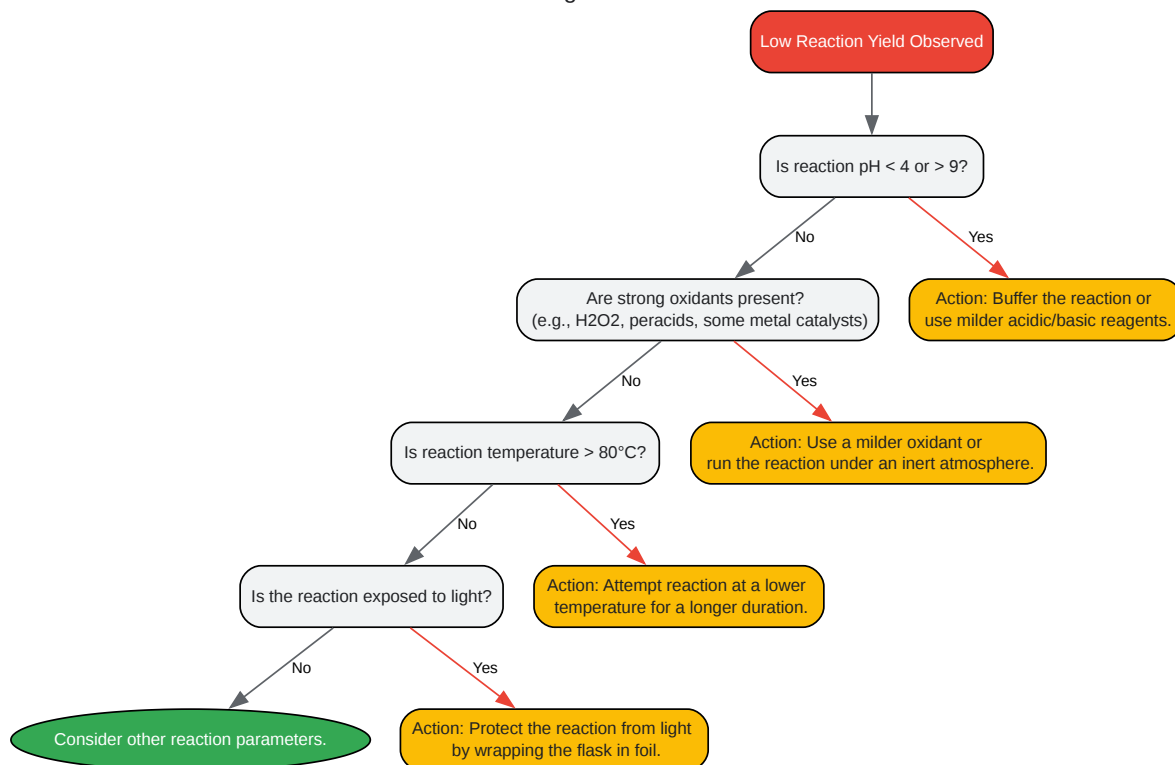 Low Reaction Yield Observed
Is reaction pH < 4 or > 9?
No
Yes
Are strong oxidants present?
(e.g., H2O2, peracids, some metal catalysts)
Action: Buffer the reaction or
use milder acidic/basic reagents.
No
Yes
Is reaction temperature > 80°C?
Action: Use a milder oxidant or
run the reaction under an inert atmosphere.
No
Yes
Is the reaction exposed to light?
Action: Attempt reaction at a lower
temperature for a longer duration.
No
Yes
Consider other reaction parameters.
Action: Protect the reaction from light
by wrapping the flask in foil.